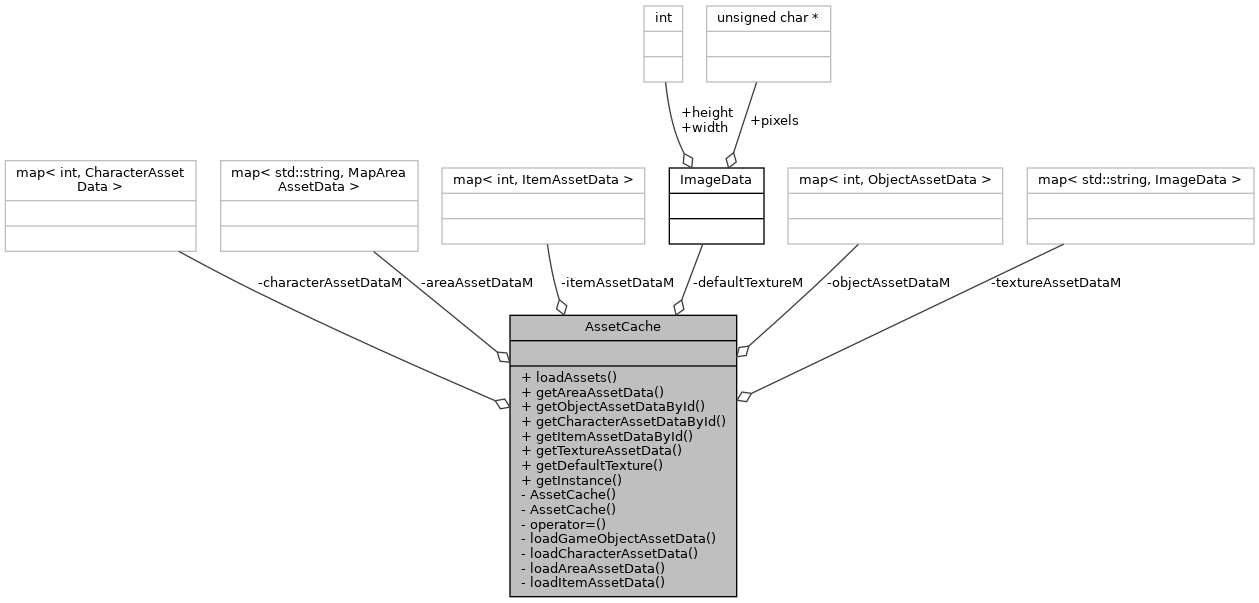 int
unsigned char *
+height
+width
+pixels
map< int, CharacterAsset
Data >
map< std::string, MapArea
AssetData >
map< int, ItemAssetData >
ImageData
map< int, ObjectAssetData >
map< std::string, ImageData >
-characterAssetDataM
-areaAssetDataM
-itemAssetDataM
-defaultTextureM
-objectAssetDataM
-textureAssetDataM
AssetCache
+ loadAssets()
+ getAreaAssetData()
+ getObjectAssetDataById()
+ getCharacterAssetDataById()
+ getItemAssetDataById()
+ getTextureAssetData()
+ getDefaultTexture()
+ getInstance()
- AssetCache()
- AssetCache()
- operator=()
- loadGameObjectAssetData()
- loadCharacterAssetData()
- loadAreaAssetData()
- loadItemAssetData()